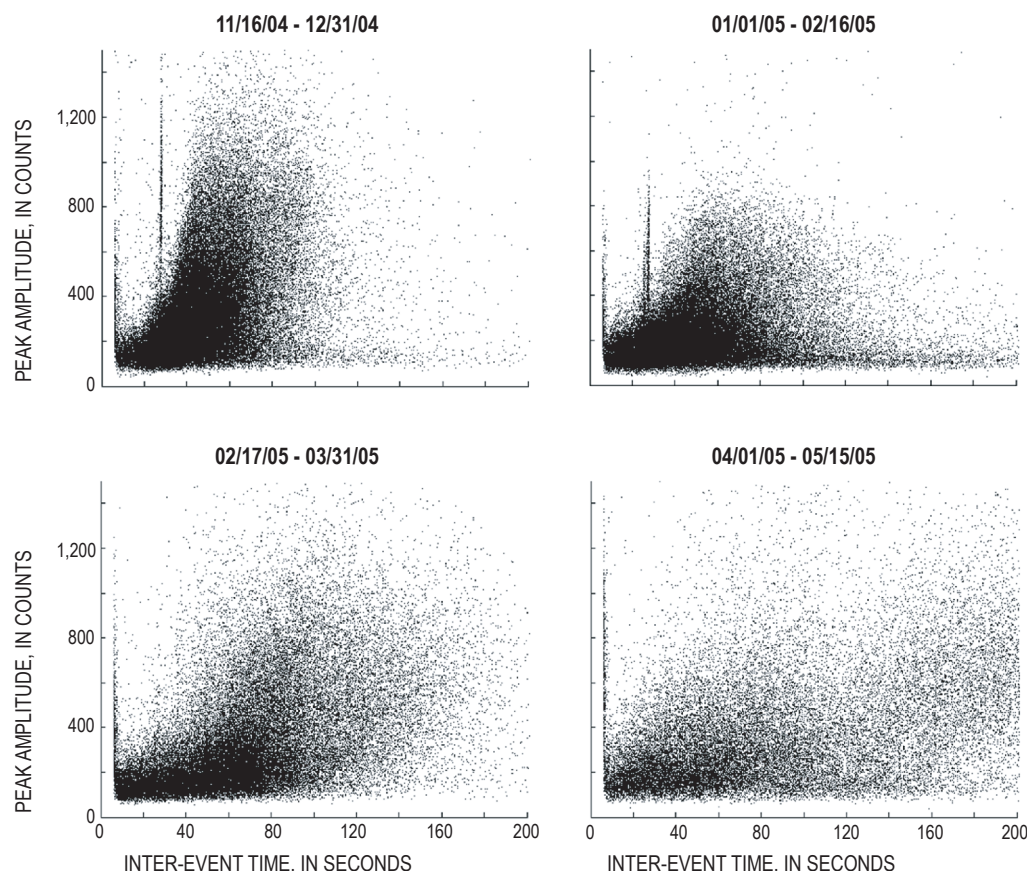 11/16/04 - 12/31/04
01/01/05 - 02/16/05
PEAK AMPLITUDE, IN COUNTS
1,200
800
400
0
02/17/05 - 03/31/05
04/01/05 - 05/15/05
PEAK AMPLITUDE, IN COUNTS
1,200
800
400
0
0 40 80 120 160 200
0 40 80 120 160 200
INTER-EVENT TIME, IN SECONDS
INTER-EVENT TIME, IN SECONDS